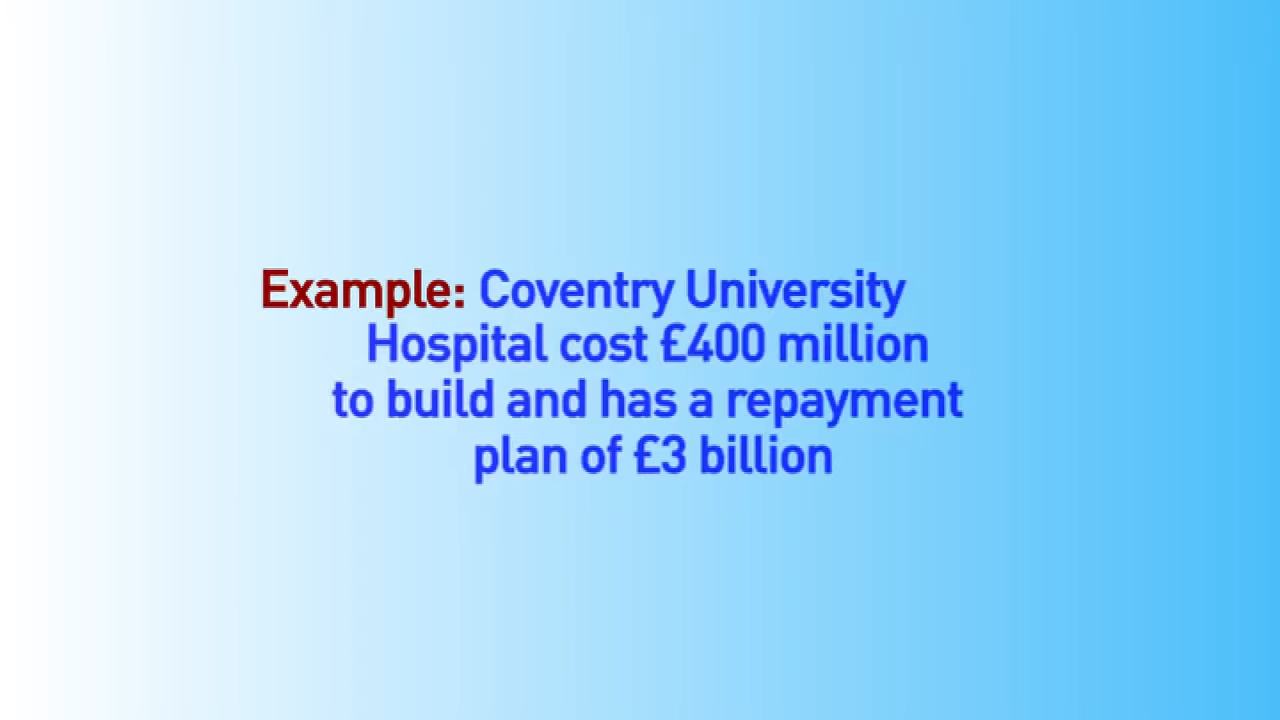 Example: Coventry University
Hospital cost £400 million
to build and has a repayment
plan of £3 billion